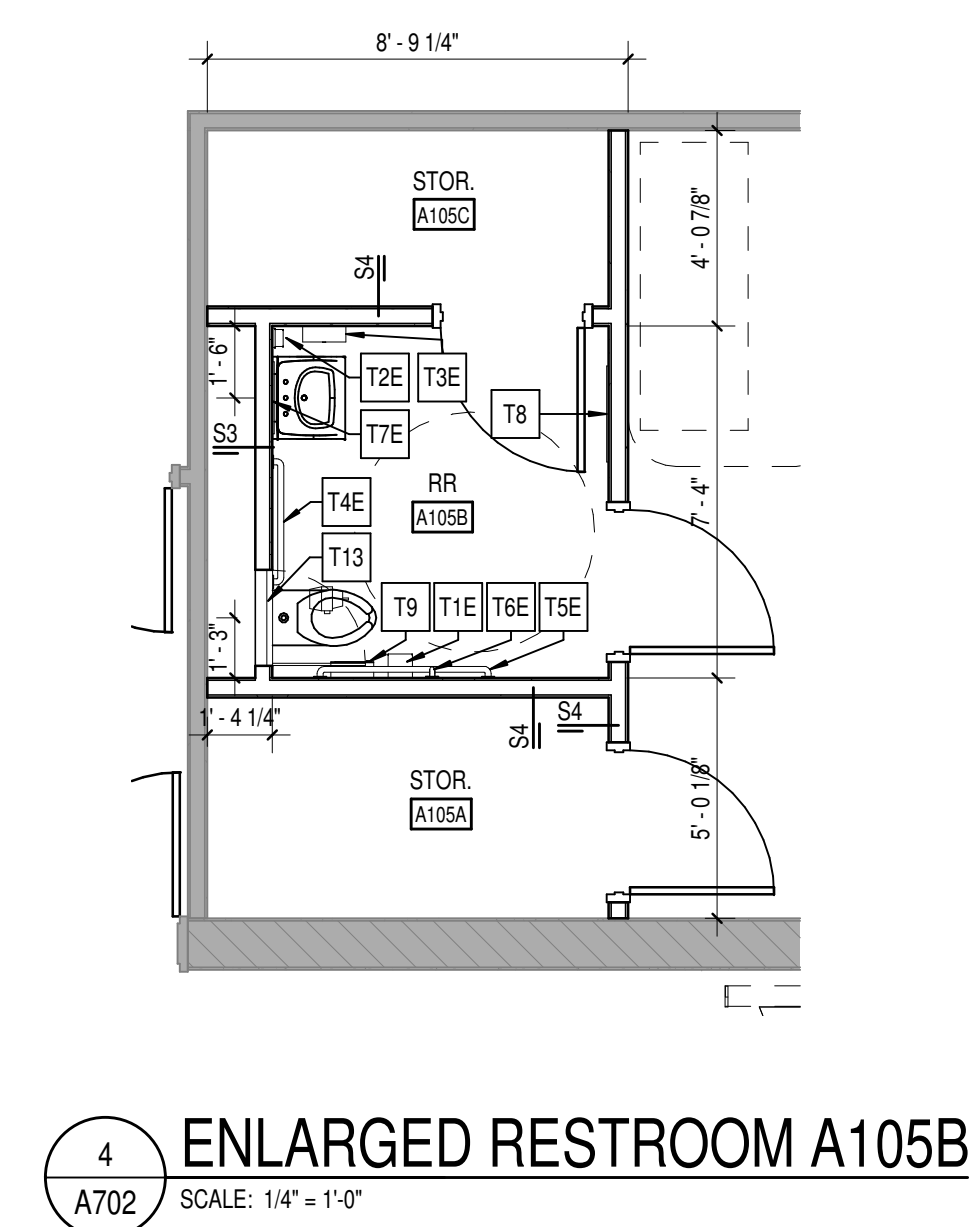 8' - 9 1/4"
STOR.
A105C
4' - 0 7/8"
S4
1' - 6"
T2E
T3E
T8
T7E
S3
RR
A105B
7' - 4"
T4E
T13
T9
T1E
T6E
T5E
1' - 3"
1' - 4 1/4"
S4
S4
STOR.
A105A
5' - 0 1/8"
4
A702
ENLARGED RESTROOM A105B
SCALE: 1/4" = 1'-0"